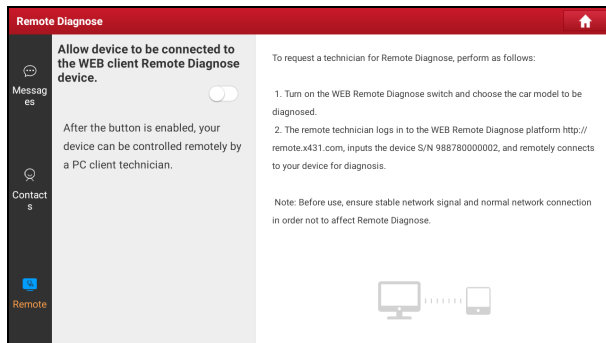 Remote Diagnose
Messag
es
Contact
s
Remote
Allow device to be connected to
the WEB client Remote Diagnose
device.
After the button is enabled, your
device can be controlled remotely by
a PC client technician.
To request a technician for Remote Diagnose, perform as follows:
1. Turn on the WEB Remote Diagnose switch and choose the car model to be
diagnosed.
2. The remote technician logs in to the WEB Remote Diagnose platform http://
remote.x431.com, inputs the device S/N 988780000002, and remotely connects
to your device for diagnosis.
Note: Before use, ensure stable network signal and normal network connection
in order not to affect Remote Diagnose.